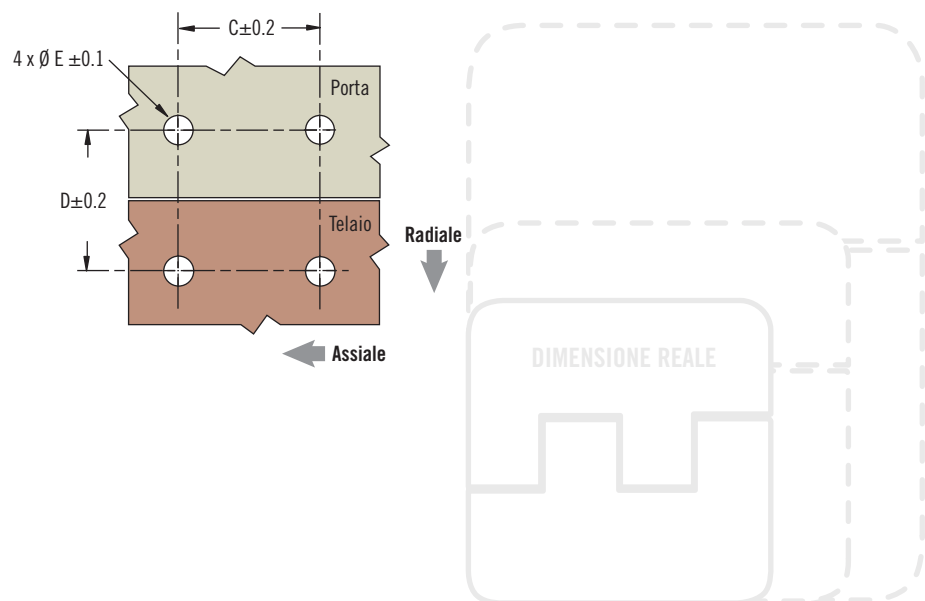 C±0.2
4 x Ø E ±0.1
Porta
D±0.2
Telaio
Radiale
Assiale
DIMENSIONE REALE